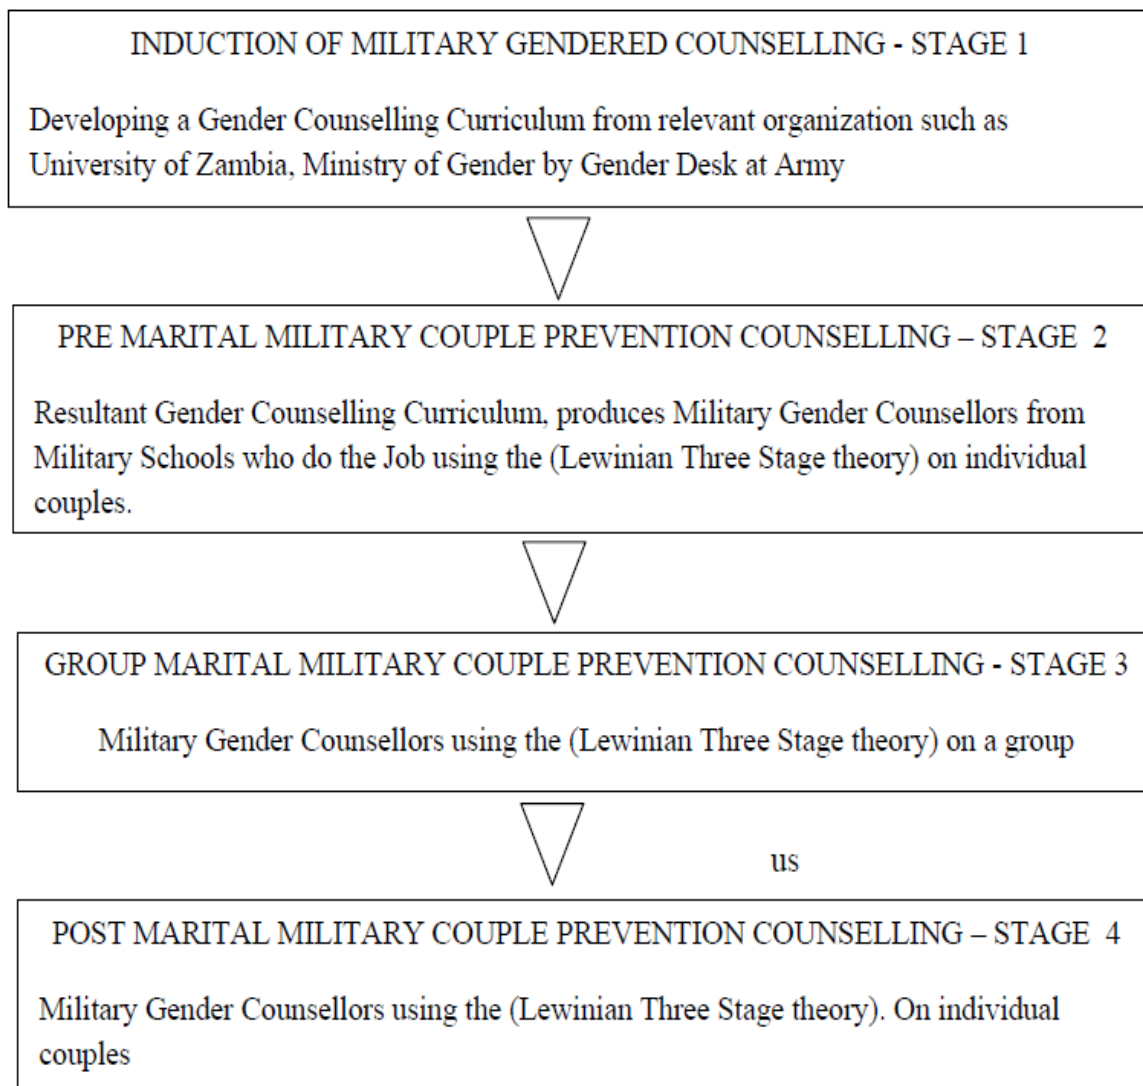 INDUCTION OF MILITARY GENDERED COUNSELLING - STAGE 1
Developing a Gender Counselling Curriculum from relevant organization such as
University of Zambia, Ministry of Gender by Gender Desk at Army
PRE MARITAL MILITARY COUPLE PREVENTION COUNSELLING – STAGE 2
Resultant Gender Counselling Curriculum, produces Military Gender Counsellors from
Military Schools who do the Job using the (Lewinian Three Stage theory) on individual
couples.
GROUP MARITAL MILITARY COUPLE PREVENTION COUNSELLING - STAGE 3
Military Gender Counsellors using the (Lewinian Three Stage theory) on a group
us
POST MARITAL MILITARY COUPLE PREVENTION COUNSELLING – STAGE 4
Military Gender Counsellors using the (Lewinian Three Stage theory). On individual
couples